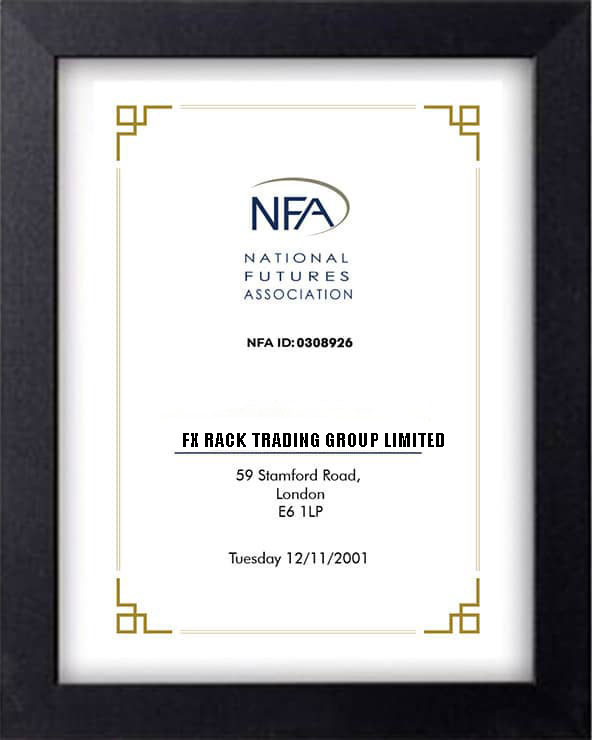 NFA
NATIONAL
FUTURES
ASSOCIATION
NFA ID: 0308926
FX RACK TRADING GROUP LIMITED
59 Stamford Road,
London
E6 1LP
Tuesday 12/11/2001